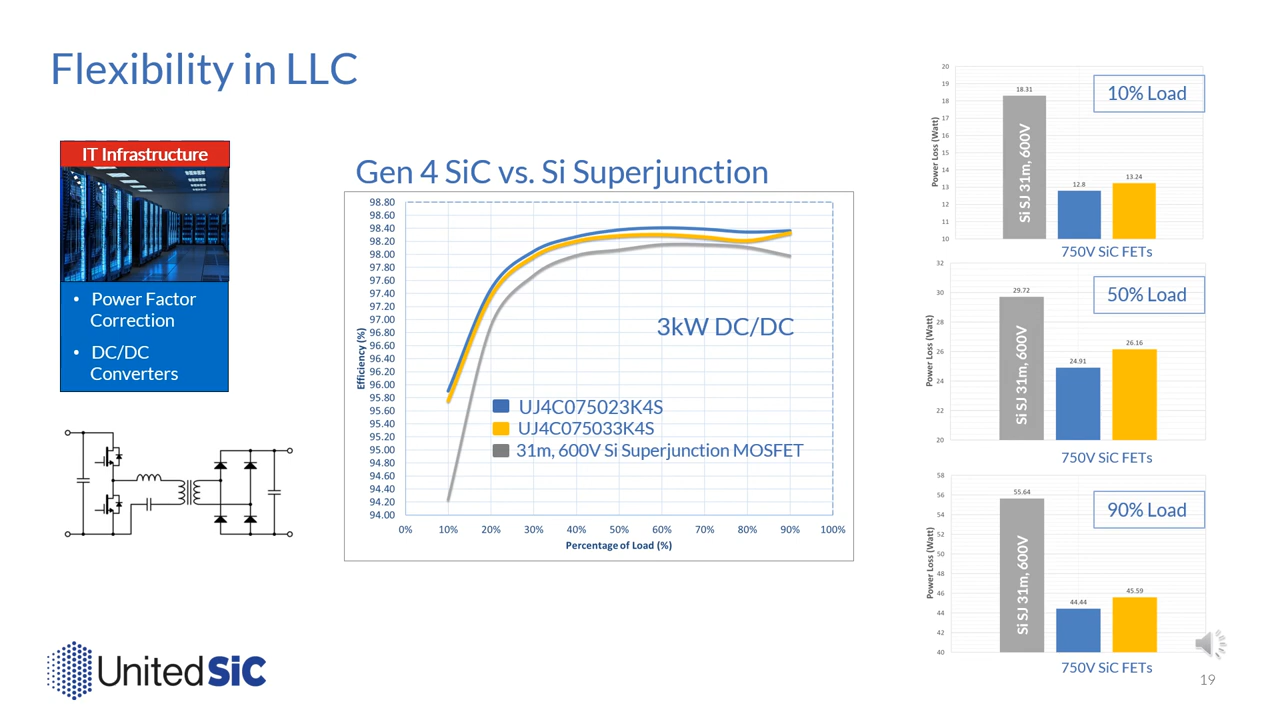 Flexibility in LLC
IT Infrastructure
• Power Factor
Correction
• DC/DC
Converters
Gen 4 SiC vs. Si Superjunction
98.80
98.60
98.40
98.20
98.00
97.80
97.60
97.40
97.20
97.00
96.80
96.60
96.40
96.20
96.00
95.80
95.60
95.40
95.20
95.00
94.80
94.60
94.40
94.20
94.00
Efficiency (%)
3kW DC/DC
UJ4C075023K4S
UJ4C075033K4S
31m, 600V Si Superjunction MOSFET
0% 10% 20% 30% 40% 50% 60% 70% 80% 90% 100%
Percentage of Load (%)
20
19
18
17
16
15
14
13
12
11
10
Power Loss (Watt)
10% Load
18.31
Si SJ 31m, 600V
12.8
13.24
750V SiC FETs
32
30
28
26
24
22
20
Power Loss (Watt)
50% Load
29.72
Si SJ 31m, 600V
24.91
26.16
750V SiC FETs
58
56
54
52
50
48
46
44
42
40
Power Loss (Watt)
90% Load
55.64
Si SJ 31m, 600V
44.44
45.59
750V SiC FETs
United SiC
19